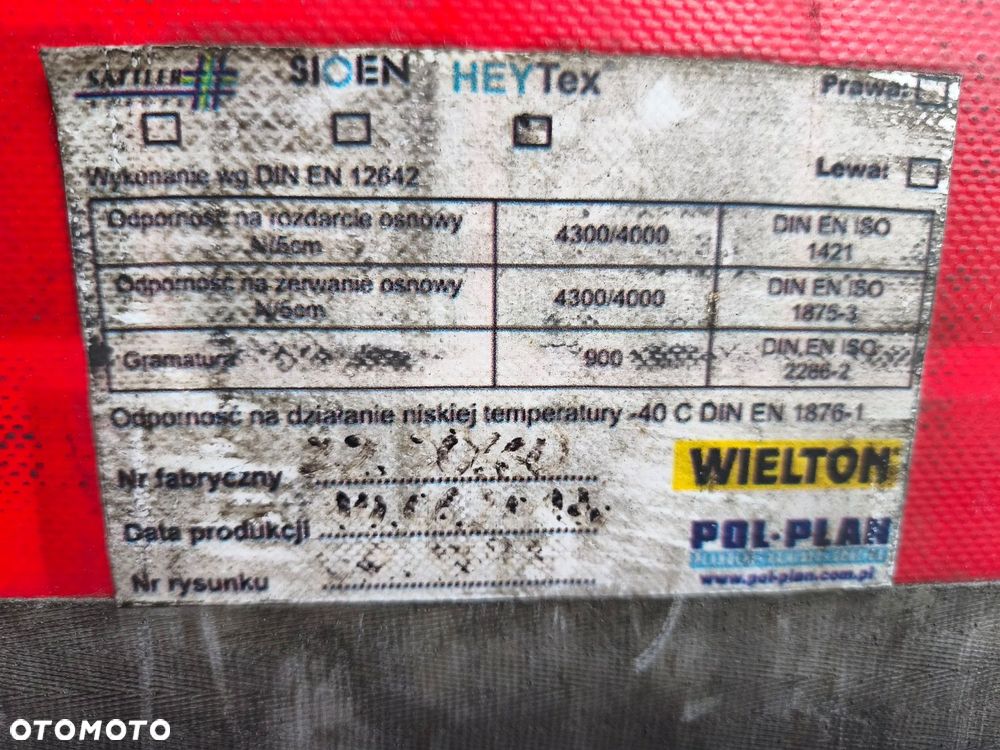 SATTLER SIOEN HEYTex
Prawa:
Lewa:
Wykonanie wg DIN EN 12642
Odporność na rozdarcie osnowy N/5cm 4300/4000 DIN EN ISO 1421
Odporność na zerwanie osnowy N/5cm 4300/4000 DIN EN ISO 1875-3
Gramatura 900 DIN EN ISO 2286-2
Odporność na działanie niskiej temperatury -40 C DIN EN 1876-1
Nr fabryczny
Data produkcji
Nr rysunku
WIELTON
POL-PLAN
www.pol-plan.com.pl
OTOMOTO